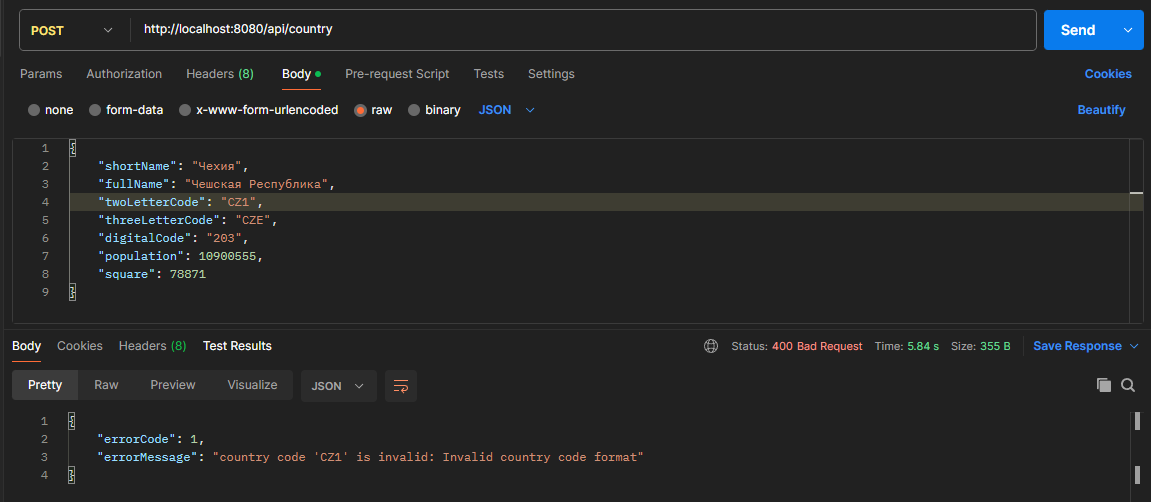 POST http://localhost:8080/api/country Send
Params Authorization Headers (8) Body Pre-request Script Tests Settings Cookies
none form-data x-www-form-urlencoded raw binary JSON Beautify
1 {
2 "shortName": "Чехия",
3 "fullName": "Чешская Республика",
4 "twoLetterCode": "CZ1",
5 "threeLetterCode": "CZE",
6 "digitalCode": "203",
7 "population": 10900555,
8 "square": 78871
9 }
Body Cookies Headers (8) Test Results Status: 400 Bad Request Time: 5.84 s Size: 355 B Save Response
Pretty Raw Preview Visualize JSON
1 {
2 "errorCode": 1,
3 "errorMessage": "country code 'CZ1' is invalid: Invalid country code format"
4 }